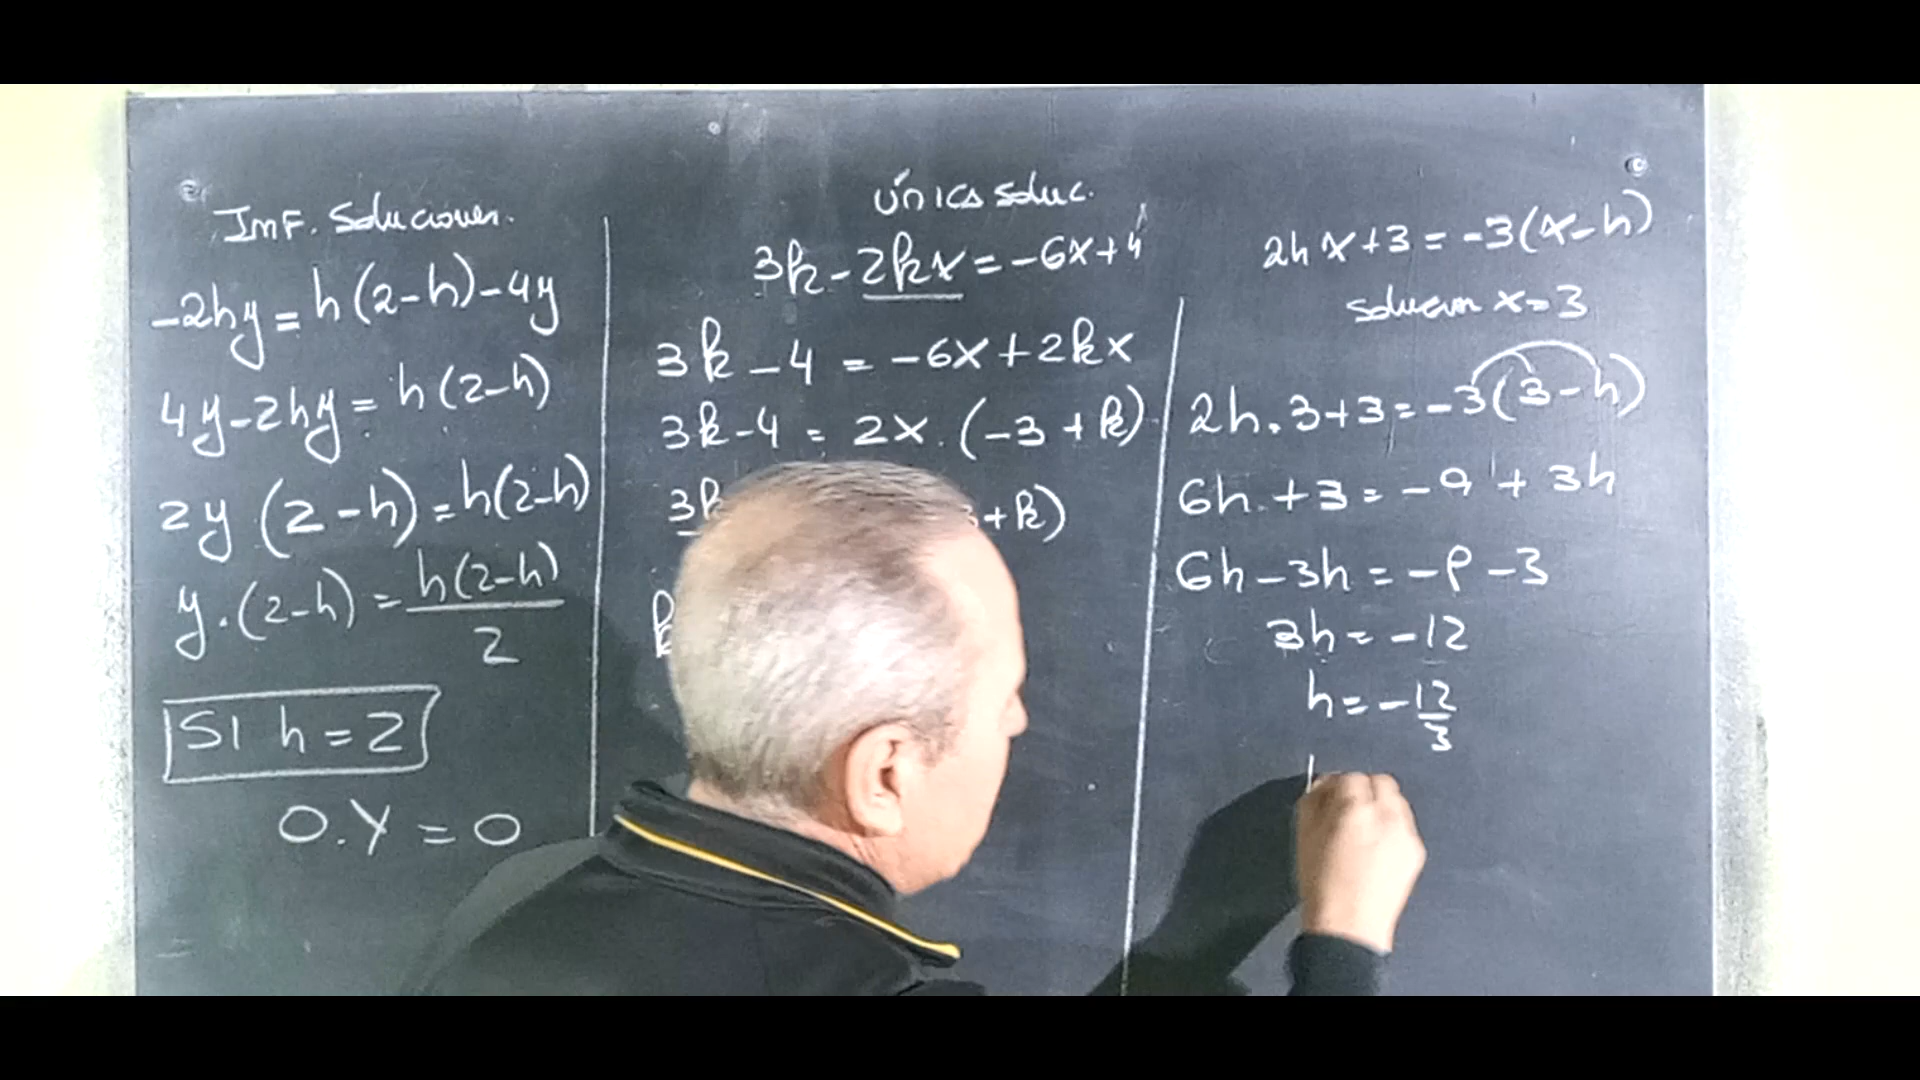 Inf. Soluciones.
-2hy = h(2-h)-4y
4y-2hy = h(2-h)
2y (2-h) = h(2-h)
y.(2-h) = h(2-h)/2
SI h = 2
0.Y = 0
única soluc.
3k-2kx = -6x+4
3k-4 = -6x+2kx
3k-4 = 2x.(-3+k)
3k +k)
k
2hx+3 = -3(x-h)
solución x=3
2h.3+3 = -3(3-h)
6h+3 = -9+3h
6h-3h = -9-3
3h = -12
h = -12/3